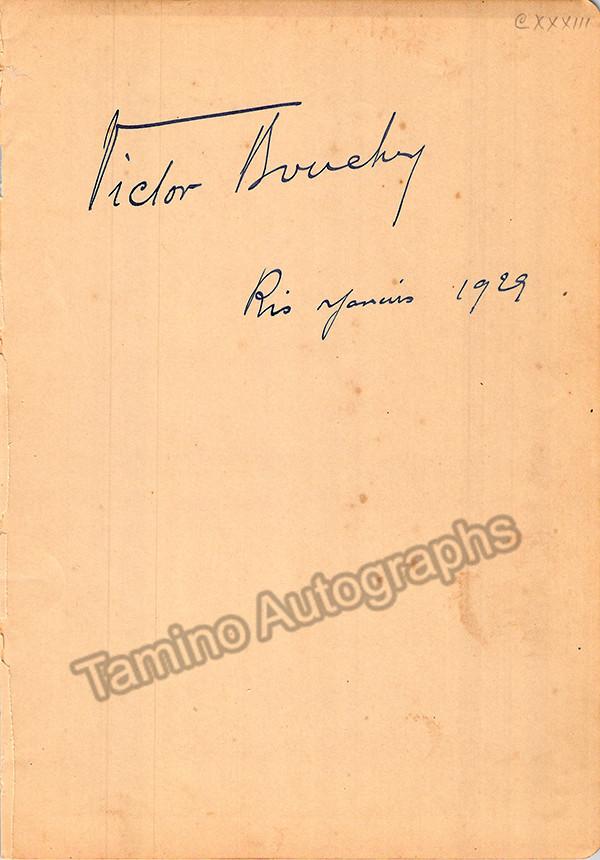 CXXXIII
Victor Boucher
Rio Janeiro 1929
Tamino Autographs